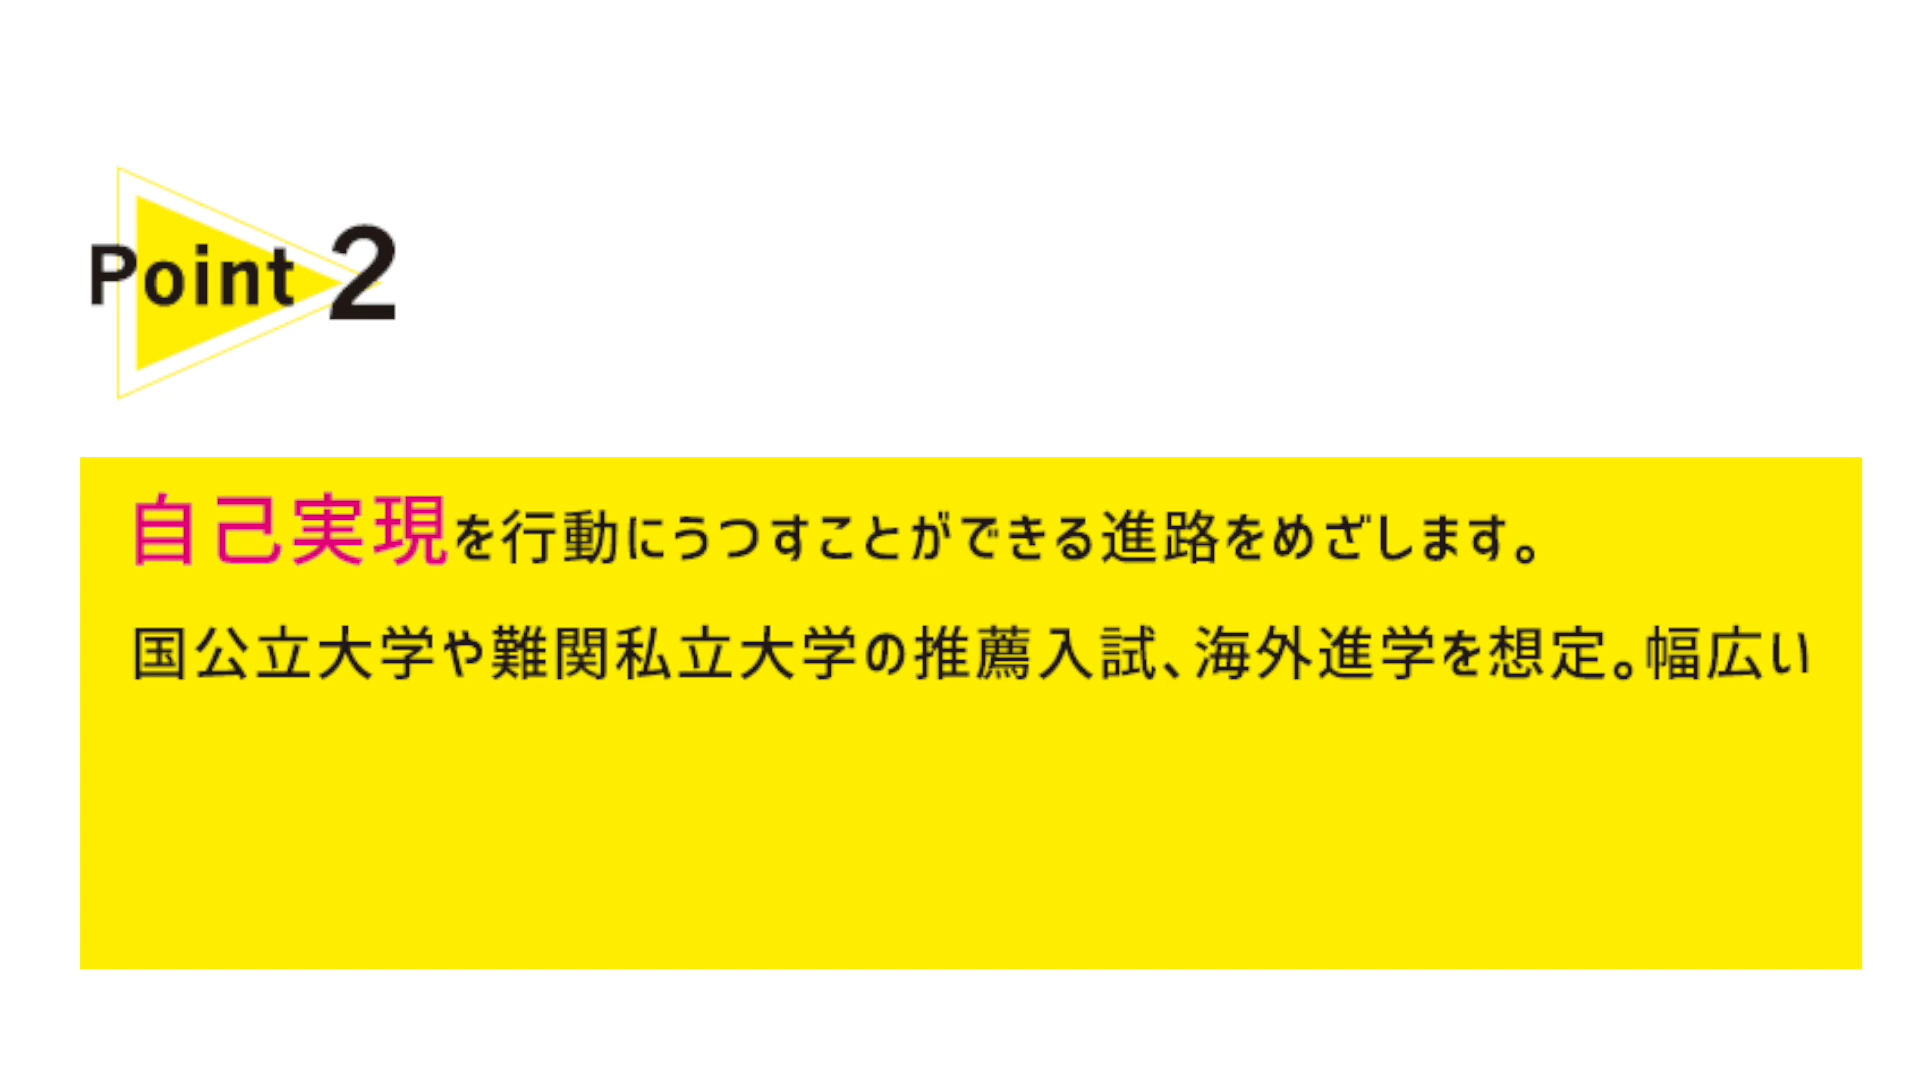 Point 2
自己実現を行動にうつすことができる進路をめざします。
国公立大学や難関私立大学の推薦入試、海外進学を想定。幅広い